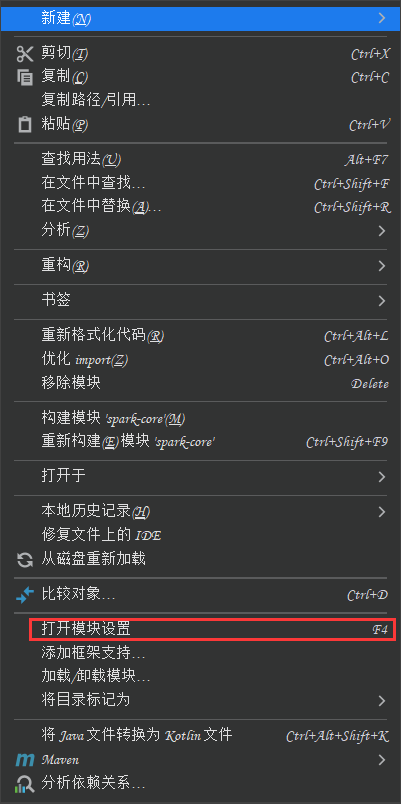 新建(N)
剪切(T) Ctrl+X
复制(C) Ctrl+C
复制路径/引用...
粘贴(P) Ctrl+V
查找用法(U) Alt+F7
在文件中查找... Ctrl+Shift+F
在文件中替换(A)... Ctrl+Shift+R
分析(Z)
重构(R)
书签
重新格式化代码(R) Ctrl+Alt+L
优化 import(Z) Ctrl+Alt+O
移除模块 Delete
构建模块 'spark-core'(M)
重新构建(E)模块 'spark-core' Ctrl+Shift+F9
打开于
本地历史记录(H)
修复文件上的 IDE
从磁盘重新加载
比较对象... Ctrl+D
打开模块设置 F4
添加框架支持...
加载/卸载模块...
将目录标记为
将 Java 文件转换为 Kotlin 文件 Ctrl+Alt+Shift+K
m Maven
分析依赖关系...